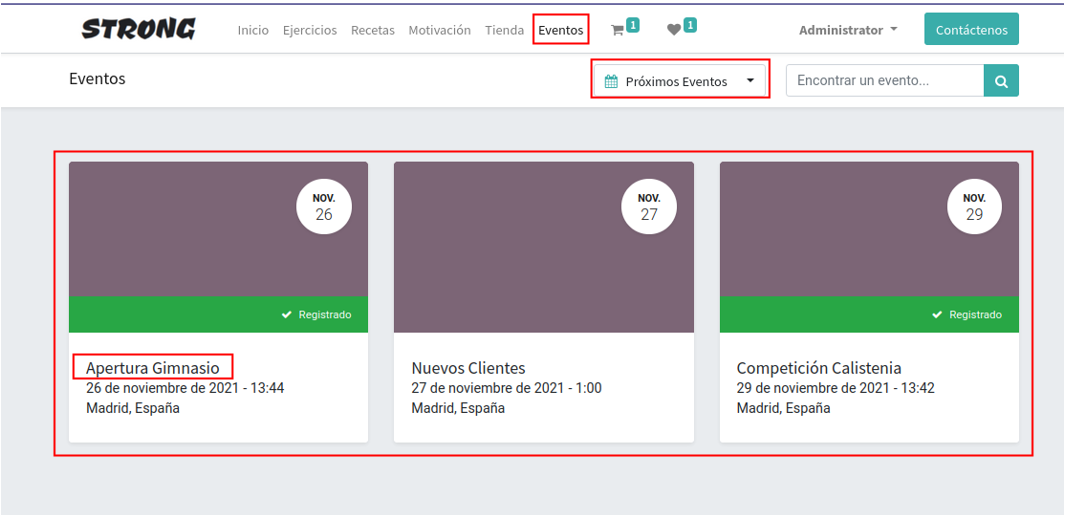 STRONG
Inicio Ejercicios Recetas Motivación Tienda Eventos 1 1 Administrator Contáctenos
Eventos Próximos Eventos Encontrar un evento...
NOV.
26
Registrado
Apertura Gimnasio
26 de noviembre de 2021 - 13:44
Madrid, España
NOV.
27
Nuevos Clientes
27 de noviembre de 2021 - 1:00
Madrid, España
NOV.
29
Registrado
Competición Calistenia
29 de noviembre de 2021 - 13:42
Madrid, España